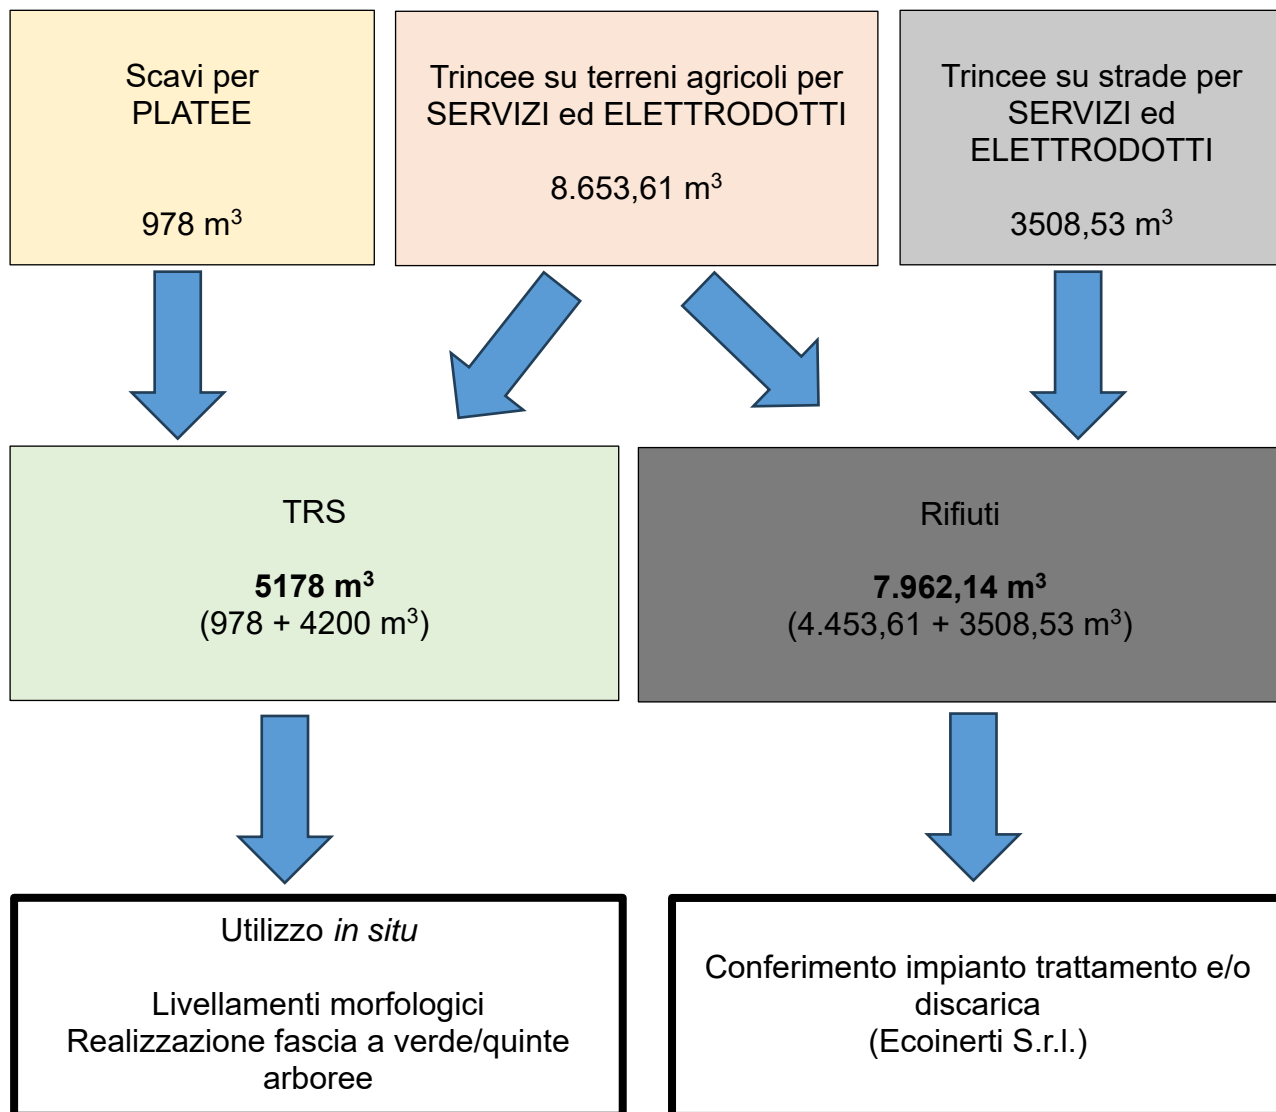 Scavi per
PLATEE
978 m³
Trincee su terreni agricoli per
SERVIZI ed ELETTRODOTTI
8.653,61 m³
Trincee su strade per
SERVIZI ed
ELETTRODOTTI
3508,53 m³
TRS
5178 m³
(978 + 4200 m³)
Rifiuti
7.962,14 m³
(4.453,61 + 3508,53 m³)
Utilizzo in situ
Livellamenti morfologici
Realizzazione fascia a verde/quinte
arboree
Conferimento impianto trattamento e/o
discarica
(Ecoinerti S.r.l.)